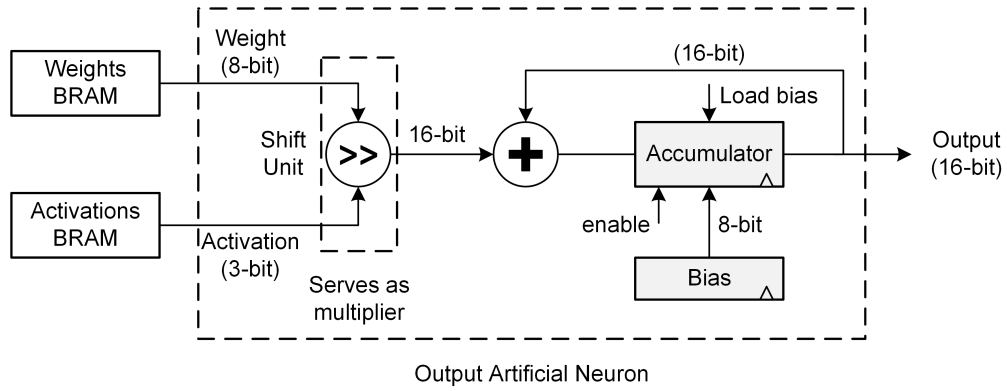 Weights
BRAM
Weight
(8-bit)
Shift
Unit
>>
16-bit
+
(16-bit)
Load bias
Accumulator
Output
(16-bit)
enable
8-bit
Bias
Activations
BRAM
Activation
(3-bit)
Serves as
multiplier
Output Artificial Neuron